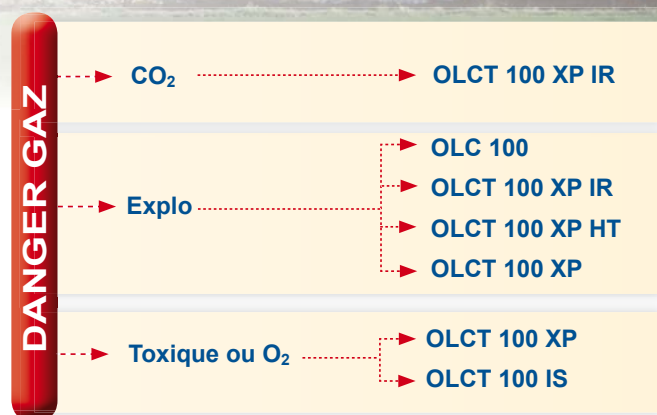 DANGER GAZ
CO₂
OLCT 100 XP IR
Explo
OLC 100
OLCT 100 XP IR
OLCT 100 XP HT
OLCT 100 XP
Toxique ou O₂
OLCT 100 XP
OLCT 100 IS